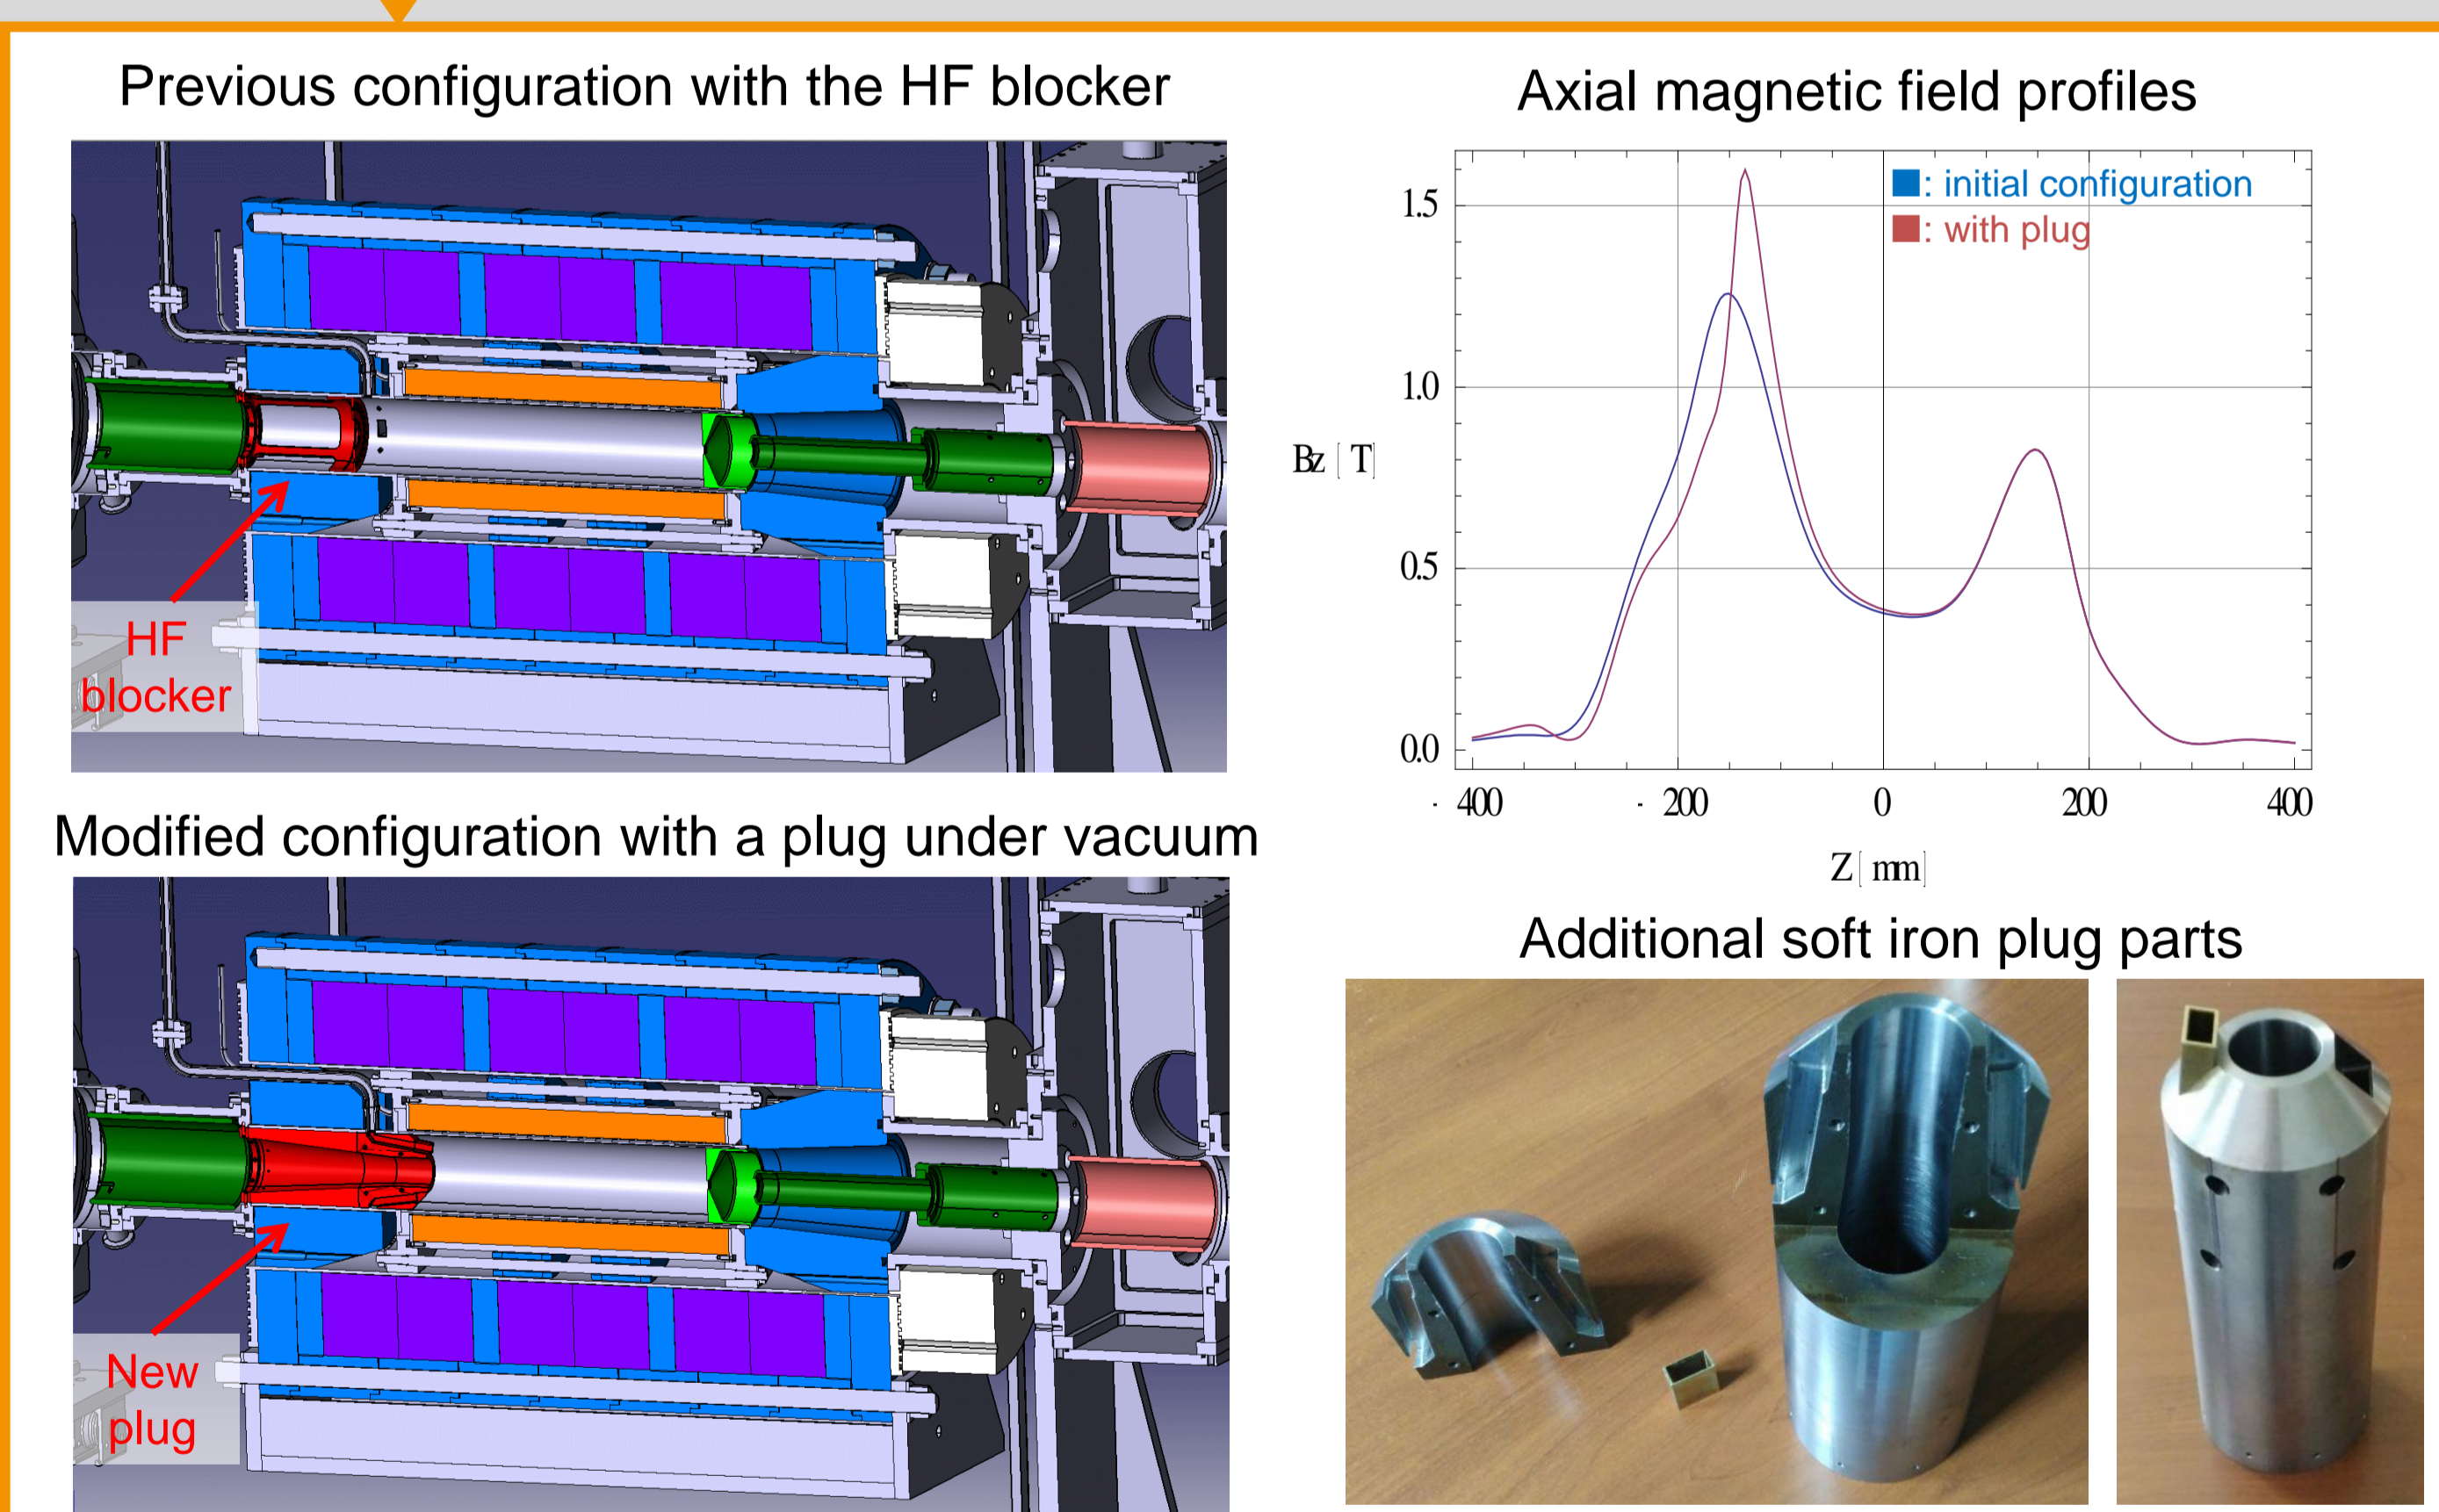 Previous configuration with the HF blocker
HF
blocker
Modified configuration with a plug under vacuum
New
plug
Axial magnetic field profiles
: initial configuration
: with plug
1.5
1.0
0.5
0.0
Bz [ T]
- 400
- 200
0
200
400
Z[ mm]
Additional soft iron plug parts